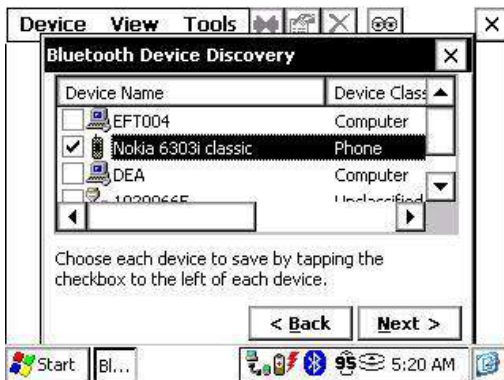 Device View Tools
Bluetooth Device Discovery
Device Name Device Class
EFT004 Computer
Nokia 6303i classic Phone
DEA Computer
Unclassified
Choose each device to save by tapping the
checkbox to the left of each device.
< Back Next >
Start Bl... 95 5:20 AM